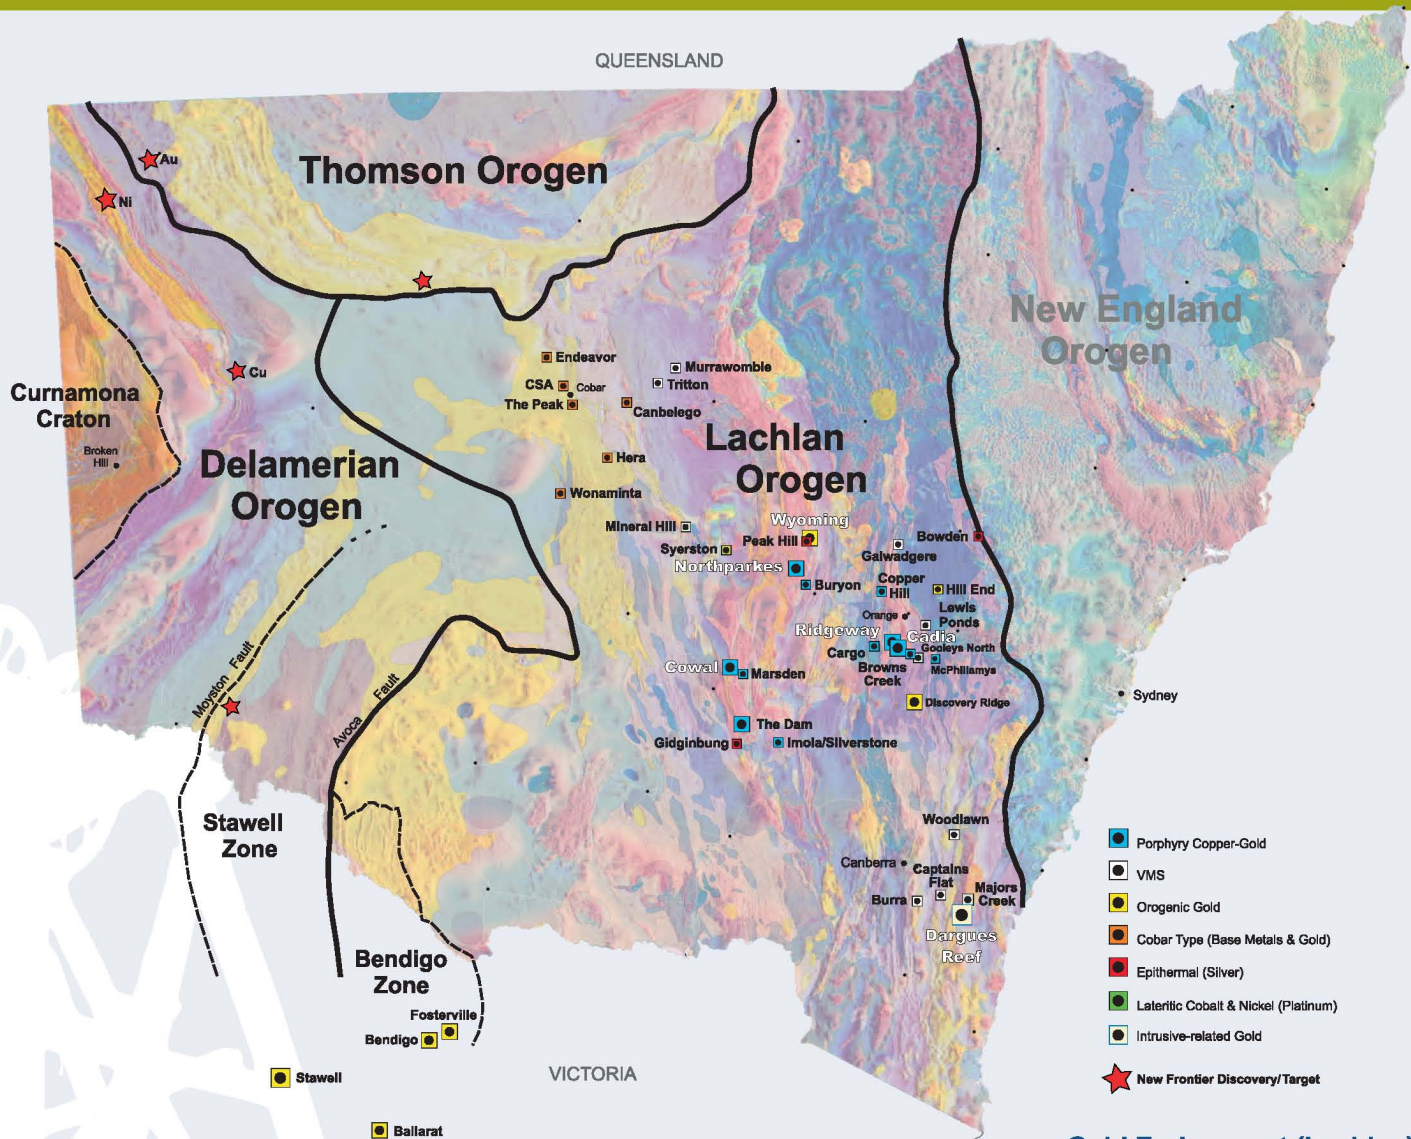 QUEENSLAND
Thomson Orogen
Au
Ni
New England
Orogen
Cu
Curnamona
Craton
Broken
Hill
Delamerian
Orogen
Endeavor
CSA
Cobar
The Peak
Murrawomble
Tritton
Canbelego
Lachlan
Orogen
Hera
Wonaminta
Mineral Hill
Syerston
Wyoming
Peak Hill
Northparkes
Buryon
Galwadgere
Bowden
Copper
Hill
Hill End
Orange
Lewis
Ponds
Ridgeway
Cadia
Cargo
Gooleys North
Browns
Creek
McPhillamys
Cowal
Marsden
Discovery Ridge
The Dam
Gidginbung
Imola/Silverstone
Moyston Fault
Avoca Fault
Sydney
Stawell
Zone
Woodlawn
Canberra
Captains
Flat
Majors
Creek
Burra
Dargues
Reef
Bendigo
Zone
Fosterville
Bendigo
Stawell
VICTORIA
Ballarat
Porphyry Copper-Gold
VMS
Orogenic Gold
Cobar Type (Base Metals & Gold)
Epithermal (Silver)
Lateritic Cobalt & Nickel (Platinum)
Intrusive-related Gold
New Frontier Discovery/Target